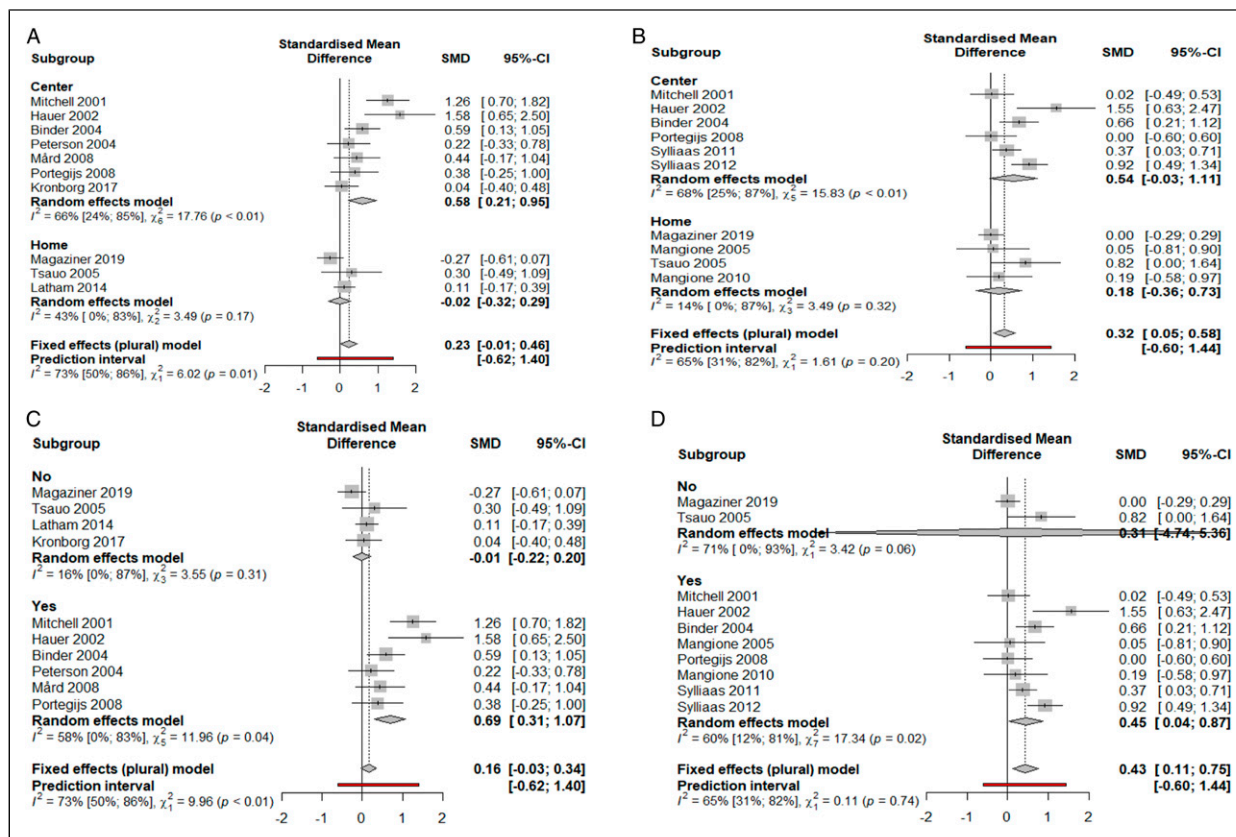 A
Standardised Mean
Subgroup Difference SMD 95%-CI
Center
Mitchell 2001 1.26 [ 0.70; 1.82]
Hauer 2002 1.58 [ 0.65; 2.50]
Binder 2004 0.59 [ 0.13; 1.05]
Peterson 2004 0.22 [-0.33; 0.78]
Mård 2008 0.44 [-0.17; 1.04]
Portegijs 2008 0.38 [-0.25; 1.00]
Kronborg 2017 0.04 [-0.40; 0.48]
Random effects model 0.58 [ 0.21; 0.95]
I² = 66% [24%; 85%], χ²₆ = 17.76 (p < 0.01)
Home
Magaziner 2019 -0.27 [-0.61; 0.07]
Tsauo 2005 0.30 [-0.49; 1.09]
Latham 2014 0.11 [-0.17; 0.39]
Random effects model -0.02 [-0.32; 0.29]
I² = 43% [ 0%; 83%], χ²₂ = 3.49 (p = 0.17)
Fixed effects (plural) model 0.23 [-0.01; 0.46]
Prediction interval [-0.62; 1.40]
I² = 73% [50%; 86%], χ²₁ = 6.02 (p = 0.01)
-2 -1 0 1 2
B
Standardised Mean
Subgroup Difference SMD 95%-CI
Center
Mitchell 2001 0.02 [-0.49; 0.53]
Hauer 2002 1.55 [ 0.63; 2.47]
Binder 2004 0.66 [ 0.21; 1.12]
Portegijs 2008 0.00 [-0.60; 0.60]
Sylliaas 2011 0.37 [ 0.03; 0.71]
Sylliaas 2012 0.92 [ 0.49; 1.34]
Random effects model 0.54 [-0.03; 1.11]
I² = 68% [25%; 87%], χ²₅ = 15.83 (p < 0.01)
Home
Magaziner 2019 0.00 [-0.29; 0.29]
Mangione 2005 0.05 [-0.81; 0.90]
Tsauo 2005 0.82 [ 0.00; 1.64]
Mangione 2010 0.19 [-0.58; 0.97]
Random effects model 0.18 [-0.36; 0.73]
I² = 14% [ 0%; 87%], χ²₃ = 3.49 (p = 0.32)
Fixed effects (plural) model 0.32 [ 0.05; 0.58]
Prediction interval [-0.60; 1.44]
I² = 65% [31%; 82%], χ²₁ = 1.61 (p = 0.20)
-2 -1 0 1 2
C
Standardised Mean
Subgroup Difference SMD 95%-CI
No
Magaziner 2019 -0.27 [-0.61; 0.07]
Tsauo 2005 0.30 [-0.49; 1.09]
Latham 2014 0.11 [-0.17; 0.39]
Kronborg 2017 0.04 [-0.40; 0.48]
Random effects model -0.01 [-0.22; 0.20]
I² = 16% [0%; 87%], χ²₃ = 3.55 (p = 0.31)
Yes
Mitchell 2001 1.26 [ 0.70; 1.82]
Hauer 2002 1.58 [ 0.65; 2.50]
Binder 2004 0.59 [ 0.13; 1.05]
Peterson 2004 0.22 [-0.33; 0.78]
Mård 2008 0.44 [-0.17; 1.04]
Portegijs 2008 0.38 [-0.25; 1.00]
Random effects model 0.69 [ 0.31; 1.07]
I² = 58% [0%; 83%], χ²₅ = 11.96 (p = 0.04)
Fixed effects (plural) model 0.16 [-0.03; 0.34]
Prediction interval [-0.62; 1.40]
I² = 73% [50%; 86%], χ²₁ = 9.96 (p < 0.01)
-2 -1 0 1 2
D
Standardised Mean
Subgroup Difference SMD 95%-CI
No
Magaziner 2019 0.00 [-0.29; 0.29]
Tsauo 2005 0.82 [ 0.00; 1.64]
Random effects model 0.31 [-4.74; 5.36]
I² = 71% [ 0%; 93%], χ²₁ = 3.42 (p = 0.06)
Yes
Mitchell 2001 0.02 [-0.49; 0.53]
Hauer 2002 1.55 [ 0.63; 2.47]
Binder 2004 0.66 [ 0.21; 1.12]
Mangione 2005 0.05 [-0.81; 0.90]
Portegijs 2008 0.00 [-0.60; 0.60]
Mangione 2010 0.19 [-0.58; 0.97]
Sylliaas 2011 0.37 [ 0.03; 0.71]
Sylliaas 2012 0.92 [ 0.49; 1.34]
Random effects model 0.45 [ 0.04; 0.87]
I² = 60% [12%; 81%], χ²₇ = 17.34 (p = 0.02)
Fixed effects (plural) model 0.43 [ 0.11; 0.75]
Prediction interval [-0.60; 1.44]
I² = 65% [31%; 82%], χ²₁ = 0.11 (p = 0.74)
-2 -1 0 1 2